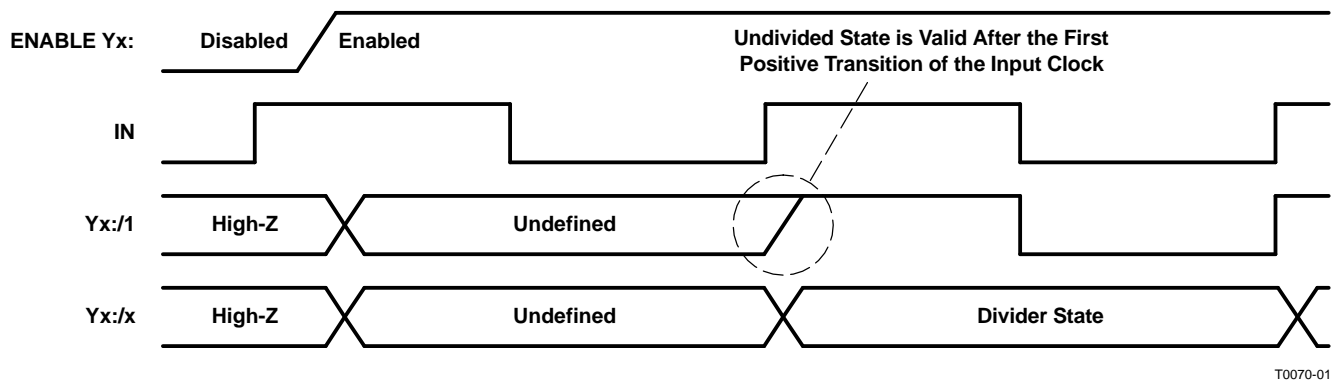 ENABLE Yx: Disabled Enabled Undivided State is Valid After the First
Positive Transition of the Input Clock
IN
Yx:/1 High-Z Undefined
Yx:/x High-Z Undefined Divider State
T0070-01